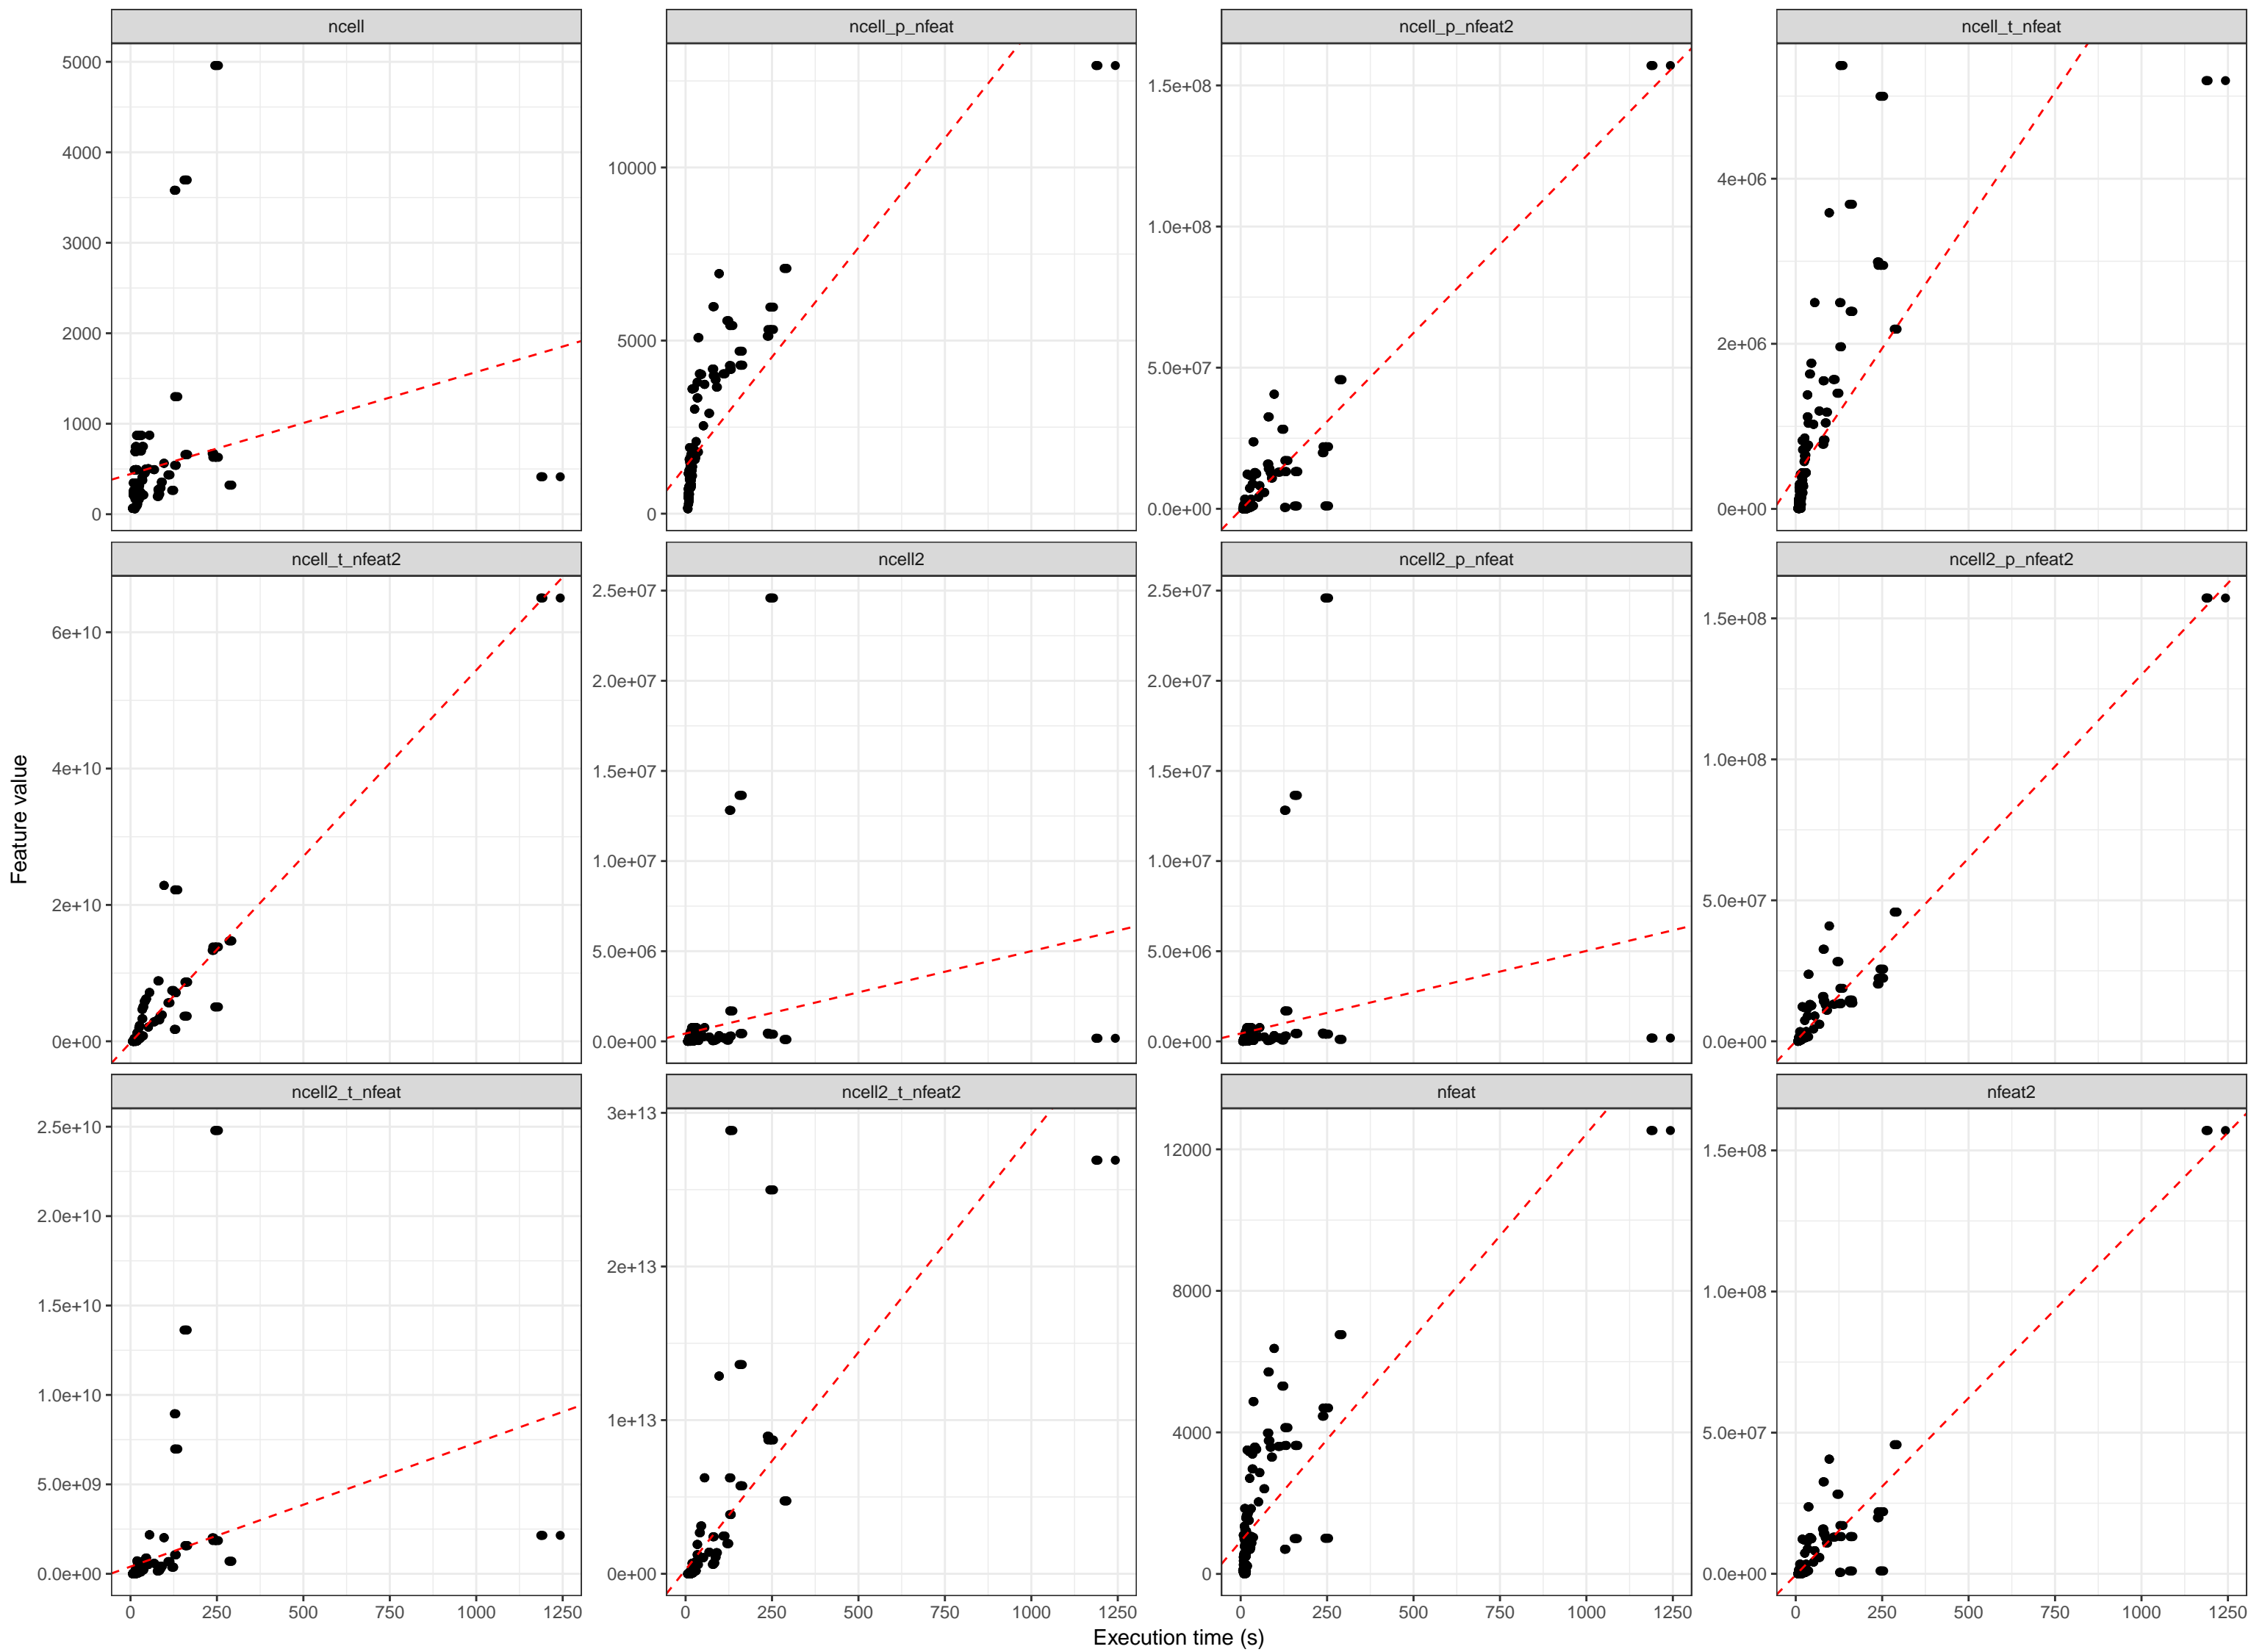 ncell
ncell_p_nfeat
ncell_p_nfeat2
ncell_t_nfeat
5000
4000
3000
2000
1000
0
10000
5000
0
1.5e+08
1.0e+08
5.0e+07
0.0e+00
4e+06
2e+06
0e+00
ncell_t_nfeat2
ncell2
ncell2_p_nfeat
ncell2_p_nfeat2
6e+10
4e+10
2e+10
0e+00
2.5e+07
2.0e+07
1.5e+07
1.0e+07
5.0e+06
0.0e+00
2.5e+07
2.0e+07
1.5e+07
1.0e+07
5.0e+06
0.0e+00
1.5e+08
1.0e+08
5.0e+07
0.0e+00
Feature value
ncell2_t_nfeat
ncell2_t_nfeat2
nfeat
nfeat2
2.5e+10
2.0e+10
1.5e+10
1.0e+10
5.0e+09
0.0e+00
3e+13
2e+13
1e+13
0e+00
12000
8000
4000
0
1.5e+08
1.0e+08
5.0e+07
0.0e+00
0 250 500 750 1000 1250
0 250 500 750 1000 1250
0 250 500 750 1000 1250
0 250 500 750 1000 1250
Execution time (s)